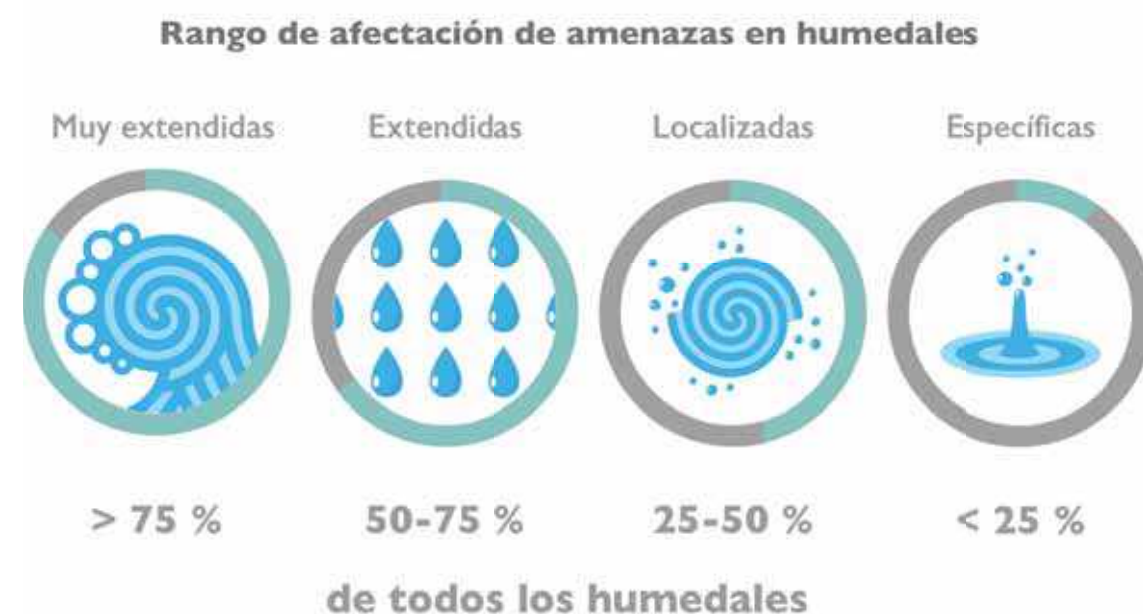 Rango de afectación de amenazas en humedales
Muy extendidas
Extendidas
Localizadas
Específicas
> 75 %
50-75 %
25-50 %
< 25 %
de todos los humedales